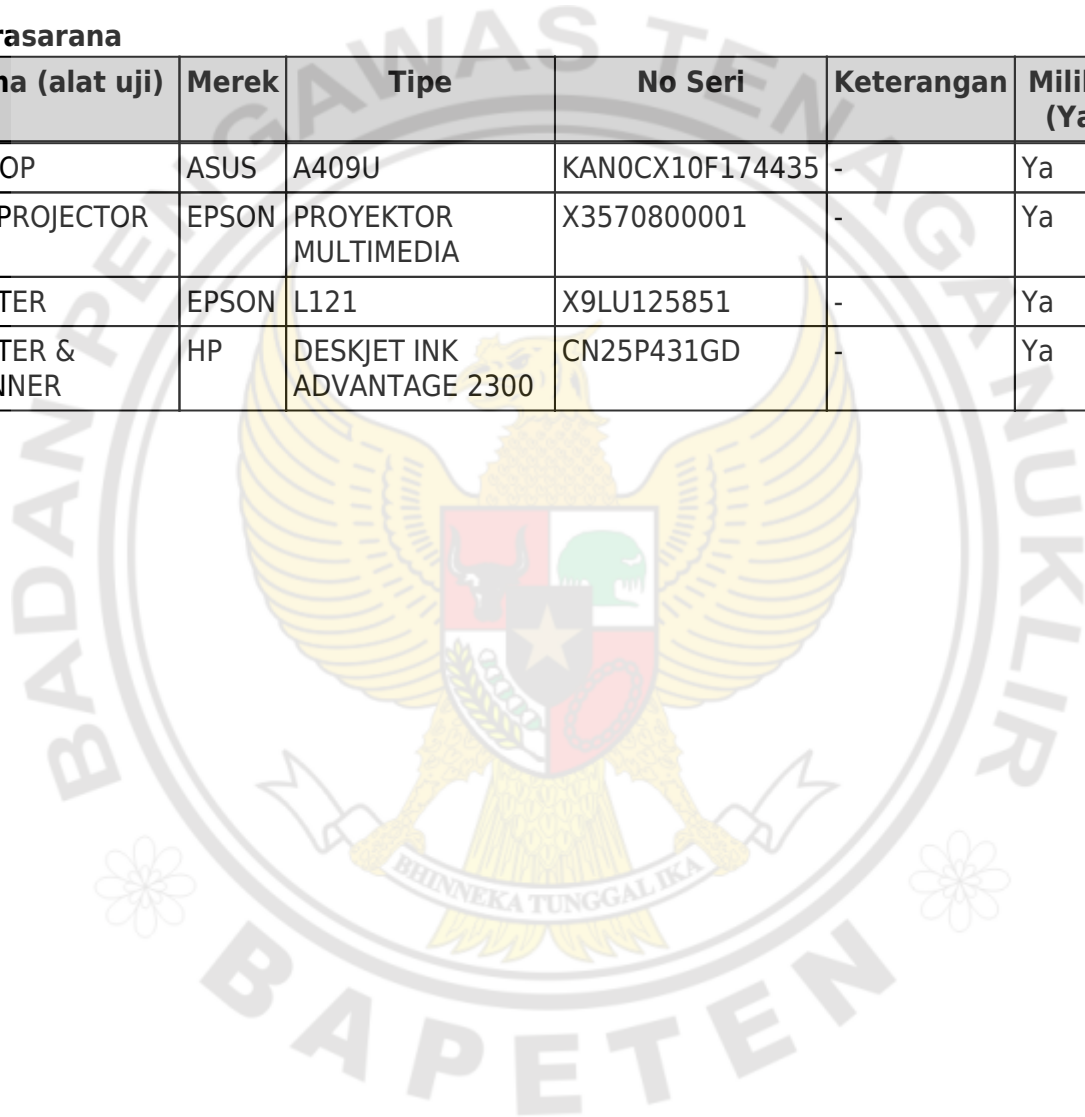 rasarana
na (alat uji) Merek Tipe No Seri Keterangan Milil
(Ya
OP ASUS A409U KAN0CX10F174435 - Ya
PROJECTOR EPSON PROYEKTOR X3570800001 - Ya
MULTIMEDIA
TER EPSON L121 X9LU125851 - Ya
TER & HP DESKJET INK CN25P431GD - Ya
NNER ADVANTAGE 2300
BADAN PENGAWAS TENAGA NUKLIR
BHINNEKA TUNGGAL IKA
BAPETEN